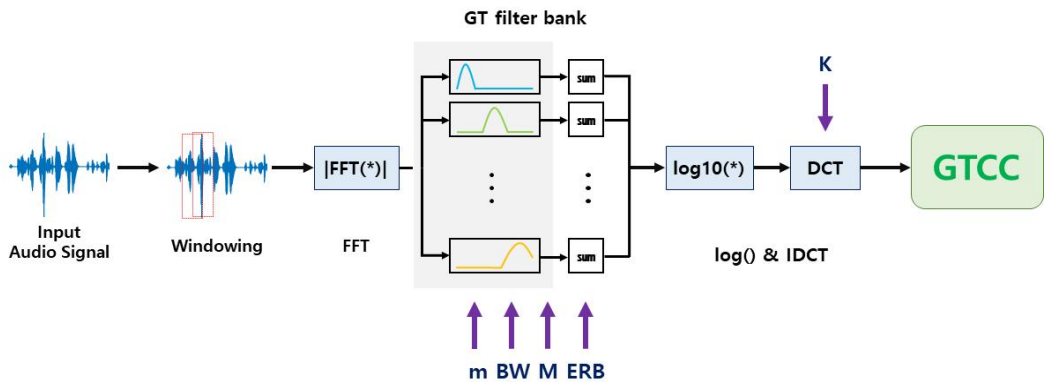 GT filter bank
K
sum
sum
|FFT(*)|
log10(*)
DCT
GTCC
sum
Input
Audio Signal
Windowing
FFT
log() & IDCT
m BW M ERB